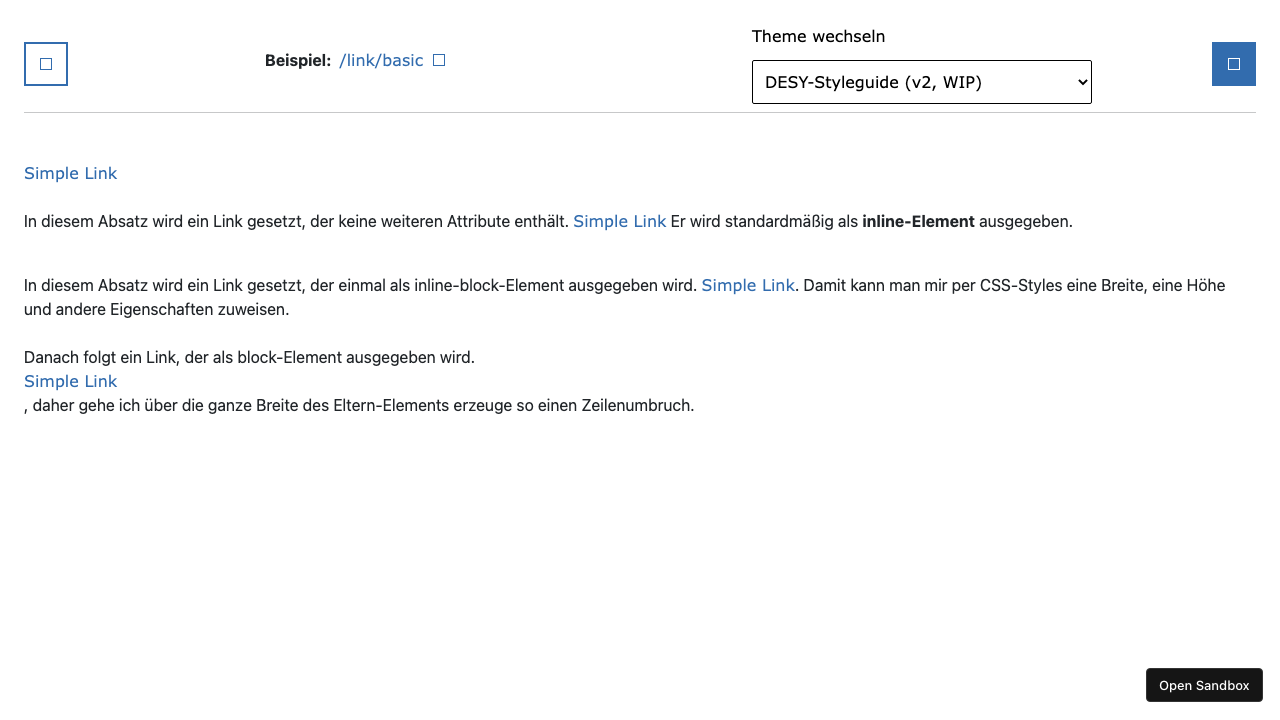 Beispiel: /link/basic
Theme wechseln
DESY-Styleguide (v2, WIP)
Simple Link
In diesem Absatz wird ein Link gesetzt, der keine weiteren Attribute enthält. Simple Link Er wird standardmäßig als inline-Element ausgegeben.
In diesem Absatz wird ein Link gesetzt, der einmal als inline-block-Element ausgegeben wird. Simple Link. Damit kann man mir per CSS-Styles eine Breite, eine Höhe
und andere Eigenschaften zuweisen.
Danach folgt ein Link, der als block-Element ausgegeben wird.
Simple Link
, daher gehe ich über die ganze Breite des Eltern-Elements erzeuge so einen Zeilenumbruch.
Open Sandbox